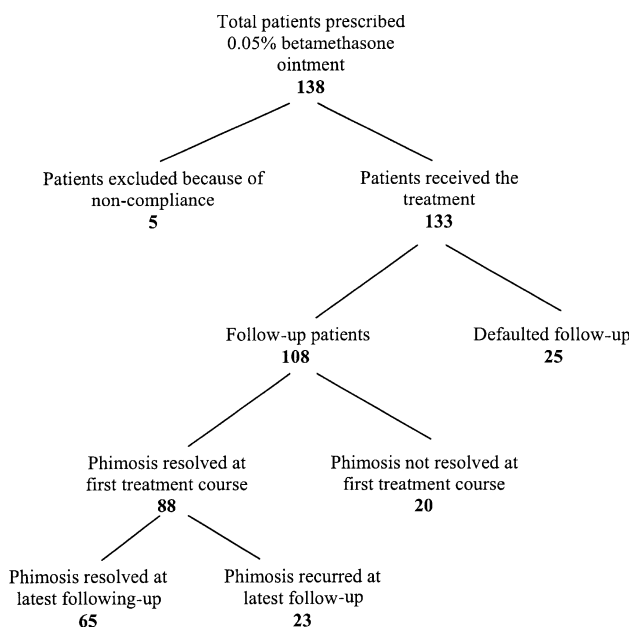 Total patients prescribed
0.05% betamethasone
ointment
138
Patients excluded because of
non-compliance
5
Patients received the
treatment
133
Follow-up patients
108
Defaulted follow-up
25
Phimosis resolved at
first treatment course
88
Phimosis not resolved at
first treatment course
20
Phimosis resolved at
latest following-up
65
Phimosis recurred at
latest follow-up
23